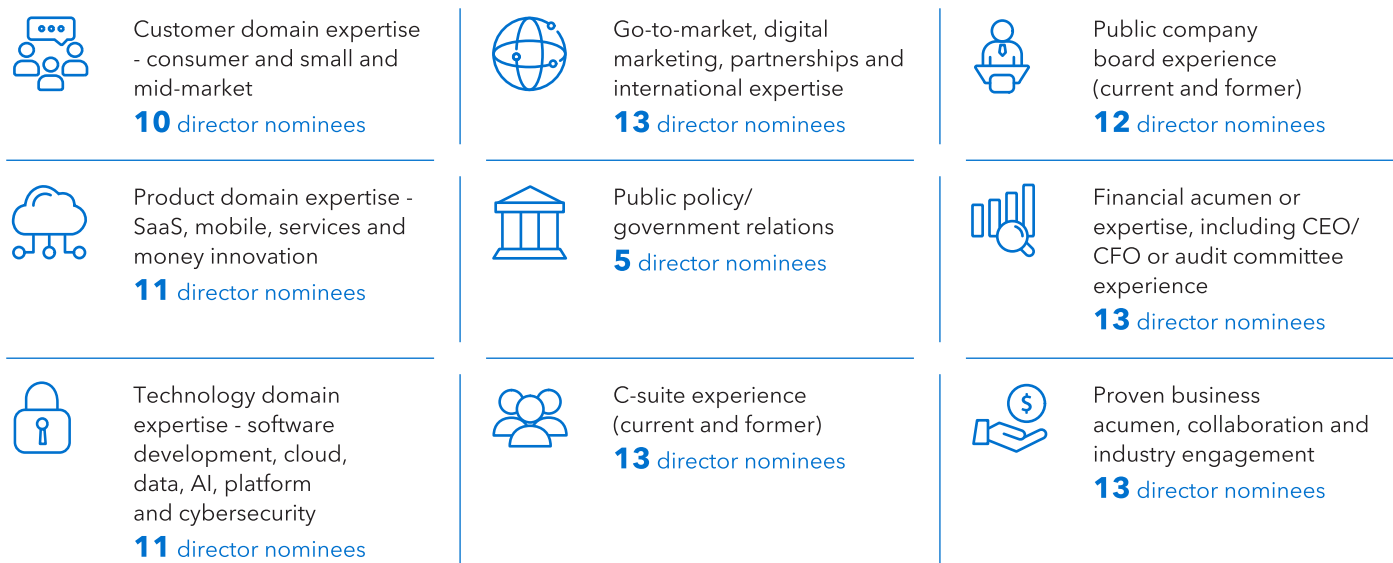 Customer domain expertise
- consumer and small and
mid-market
10 director nominees
Go-to-market, digital
marketing, partnerships and
international expertise
13 director nominees
Public company
board experience
(current and former)
12 director nominees
Product domain expertise -
SaaS, mobile, services and
money innovation
11 director nominees
Public policy/
government relations
5 director nominees
Financial acumen or
expertise, including CEO/
CFO or audit committee
experience
13 director nominees
Technology domain
expertise - software
development, cloud,
data, AI, platform
and cybersecurity
11 director nominees
C-suite experience
(current and former)
13 director nominees
$
Proven business
acumen, collaboration and
industry engagement
13 director nominees